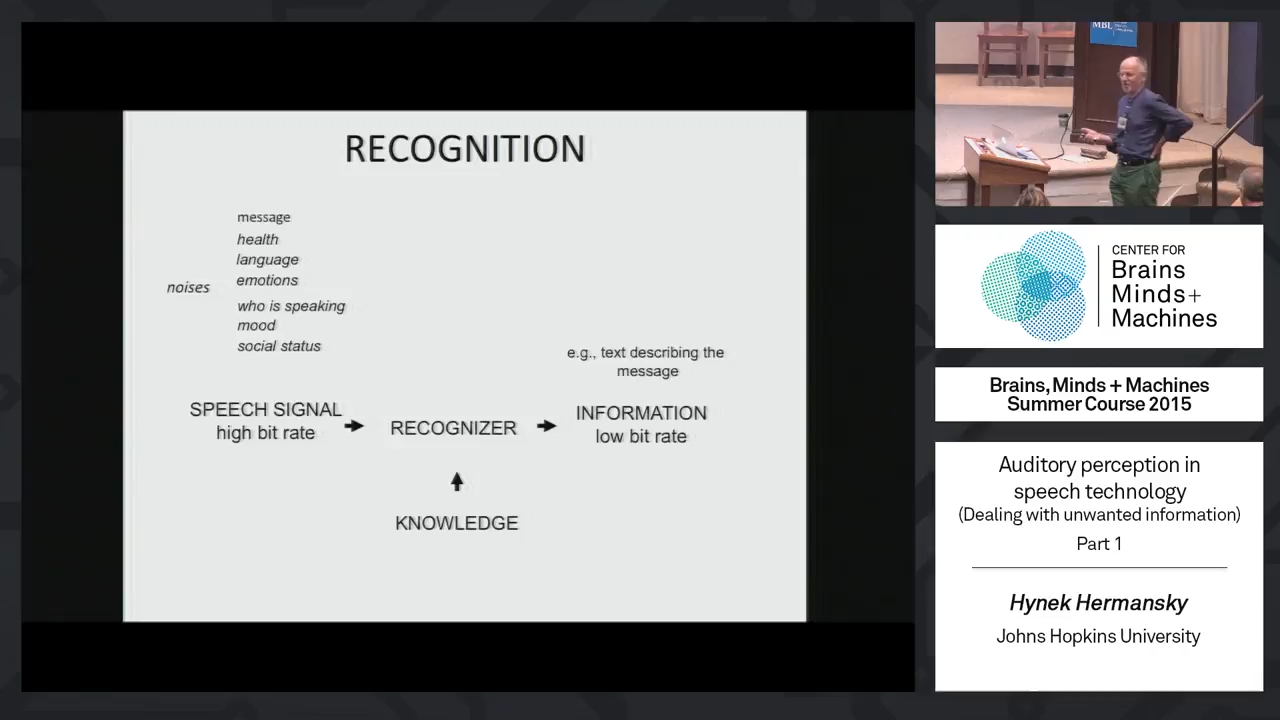 RECOGNITION
message
health
language
emotions
noises
who is speaking
mood
social status
e.g., text describing the
message
SPEECH SIGNAL
high bit rate
RECOGNIZER
INFORMATION
low bit rate
KNOWLEDGE
MBL
CENTER FOR
Brains
Minds+
Machines
Brains, Minds + Machines
Summer Course 2015
Auditory perception in
speech technology
(Dealing with unwanted information)
Part 1
Hynek Hermansky
Johns Hopkins University